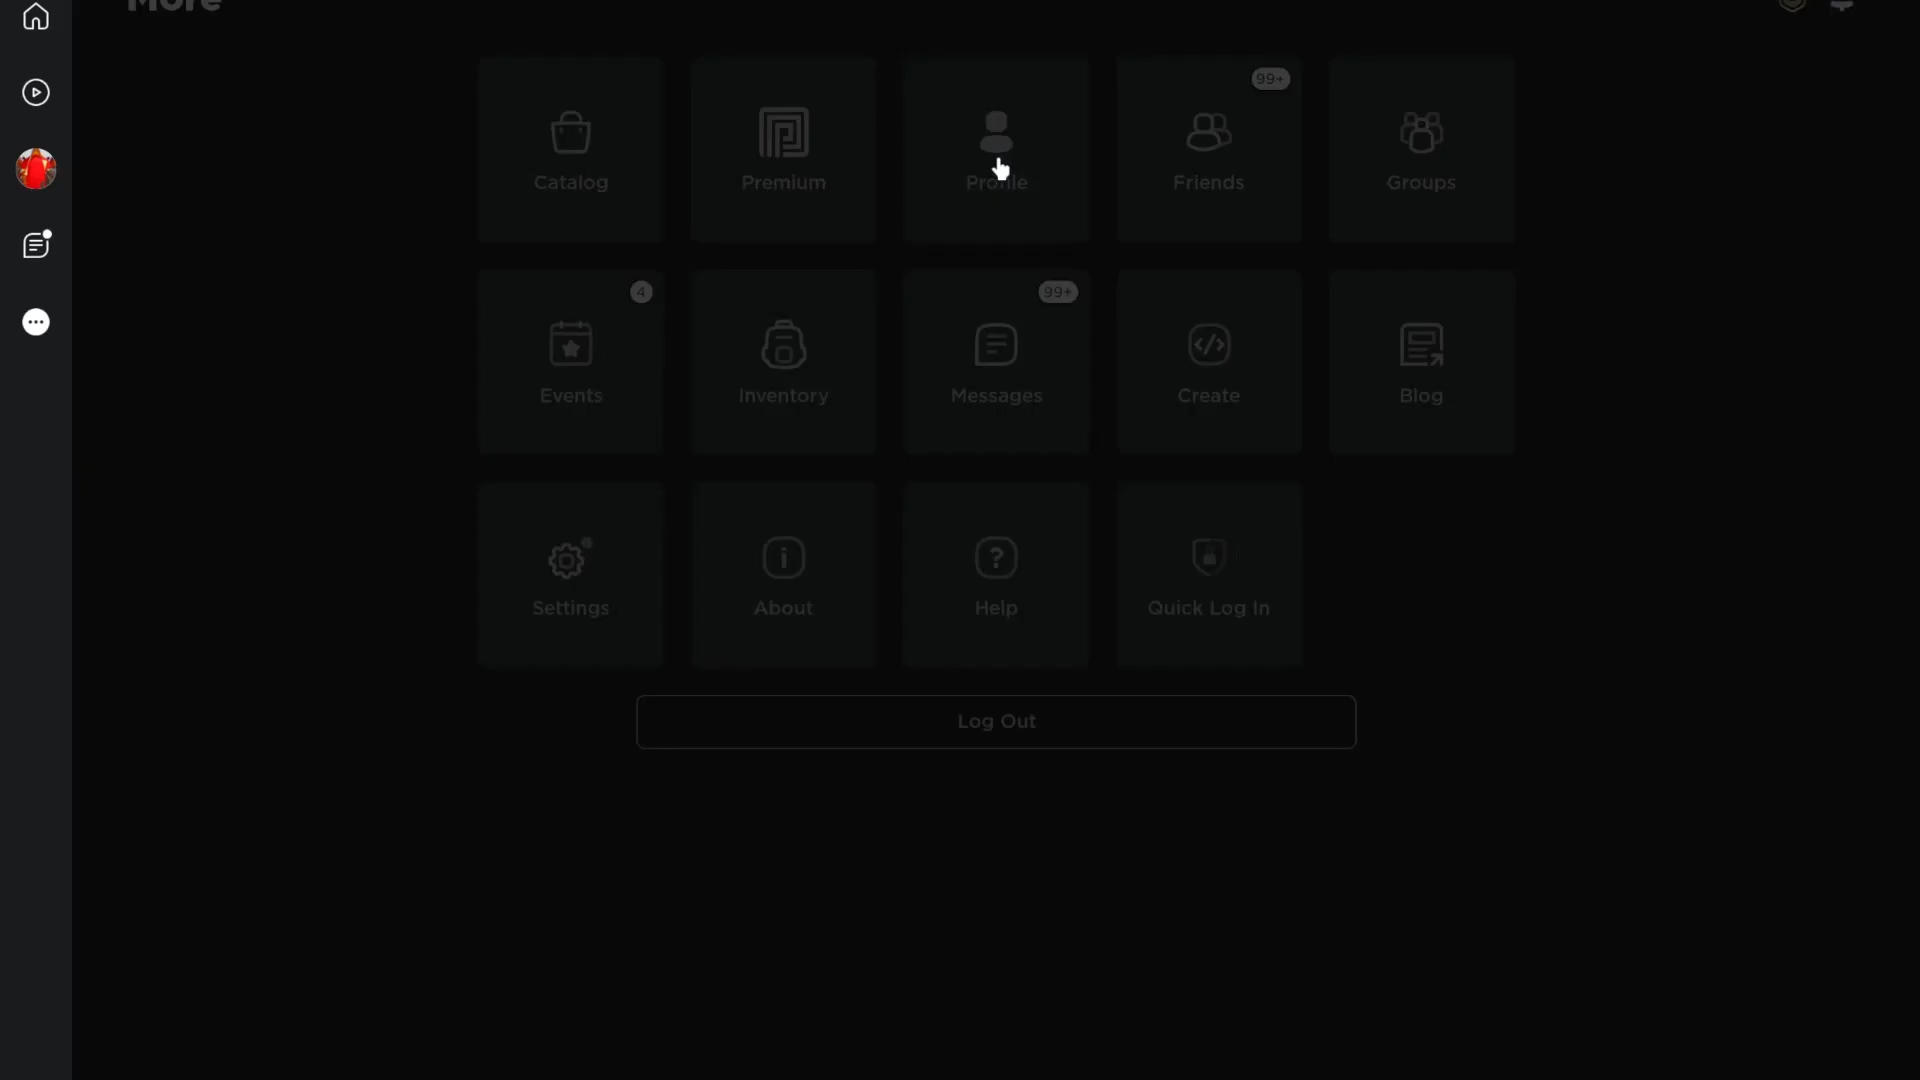 More
99+
Catalog
Premium
Profile
Friends
Groups
4
99+
Events
Inventory
Messages
Create
Blog
Settings
About
Help
Quick Log In
Log Out